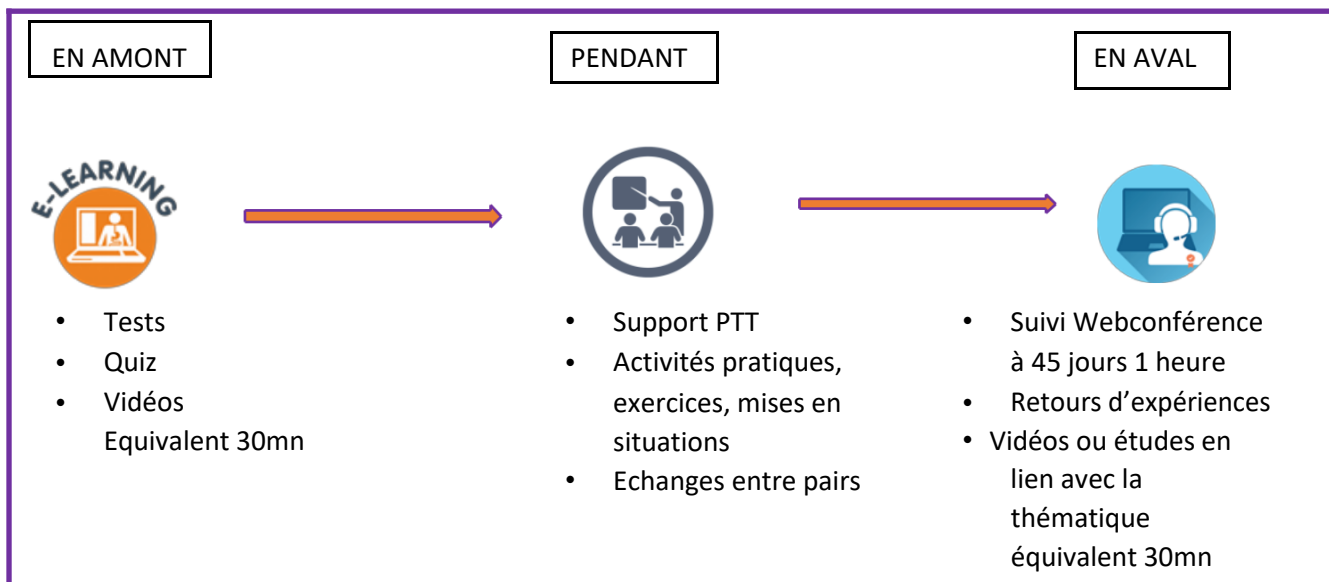 EN AMONT
PENDANT
EN AVAL
E-LEARNING
• Tests
• Quiz
• Vidéos
Equivalent 30mn
• Support PTT
• Activités pratiques,
exercices, mises en
situations
• Echanges entre pairs
• Suivi Webconférence
à 45 jours 1 heure
• Retours d’expériences
• Vidéos ou études en
lien avec la
thématique
équivalent 30mn